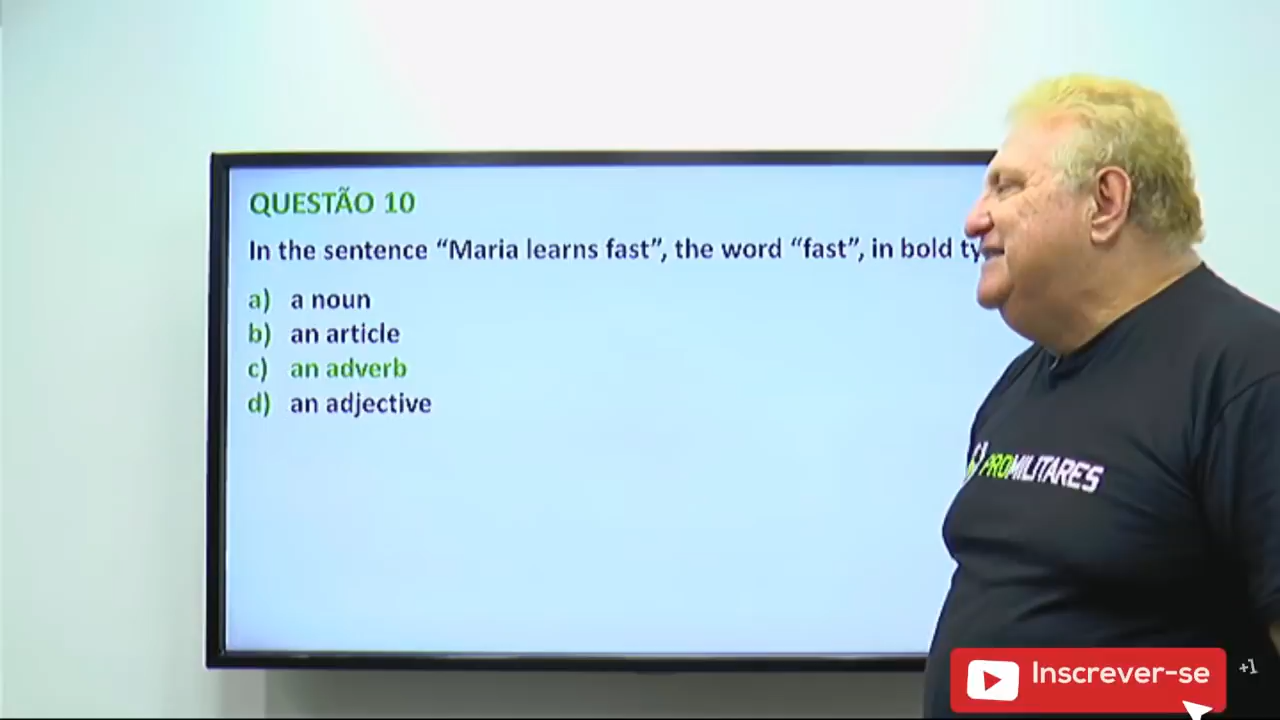 QUESTÃO 10
In the sentence “Maria learns fast”, the word “fast”, in bold
a) a noun
b) an article
c) an adverb
d) an adjective
PROMILITARES
Inscrever-se
+1